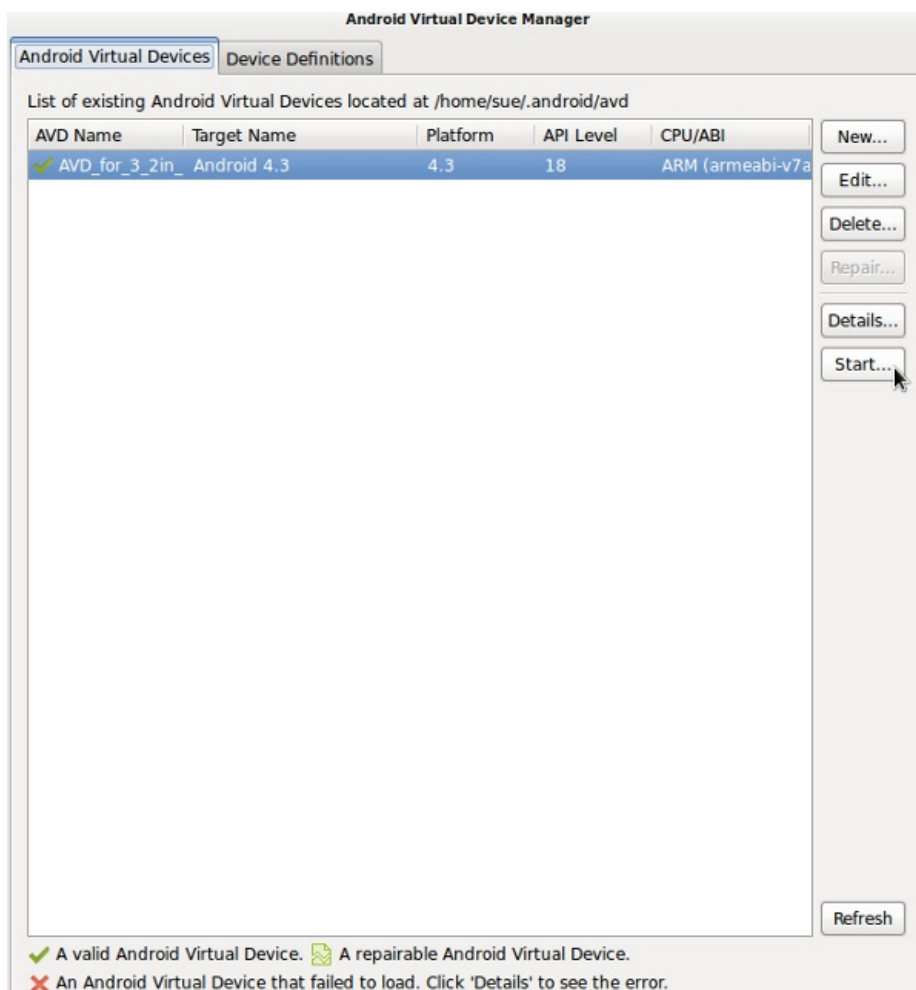 Android Virtual Device Manager
Android Virtual Devices Device Definitions
List of existing Android Virtual Devices located at /home/sue/.android/avd
AVD Name Target Name Platform API Level CPU/ABI
AVD_for_3_2in_ Android 4.3 4.3 18 ARM (armeabi-v7a
New...
Edit...
Delete...
Repair...
Details...
Start...
Refresh
A valid Android Virtual Device. A repairable Android Virtual Device.
An Android Virtual Device that failed to load. Click 'Details' to see the error.